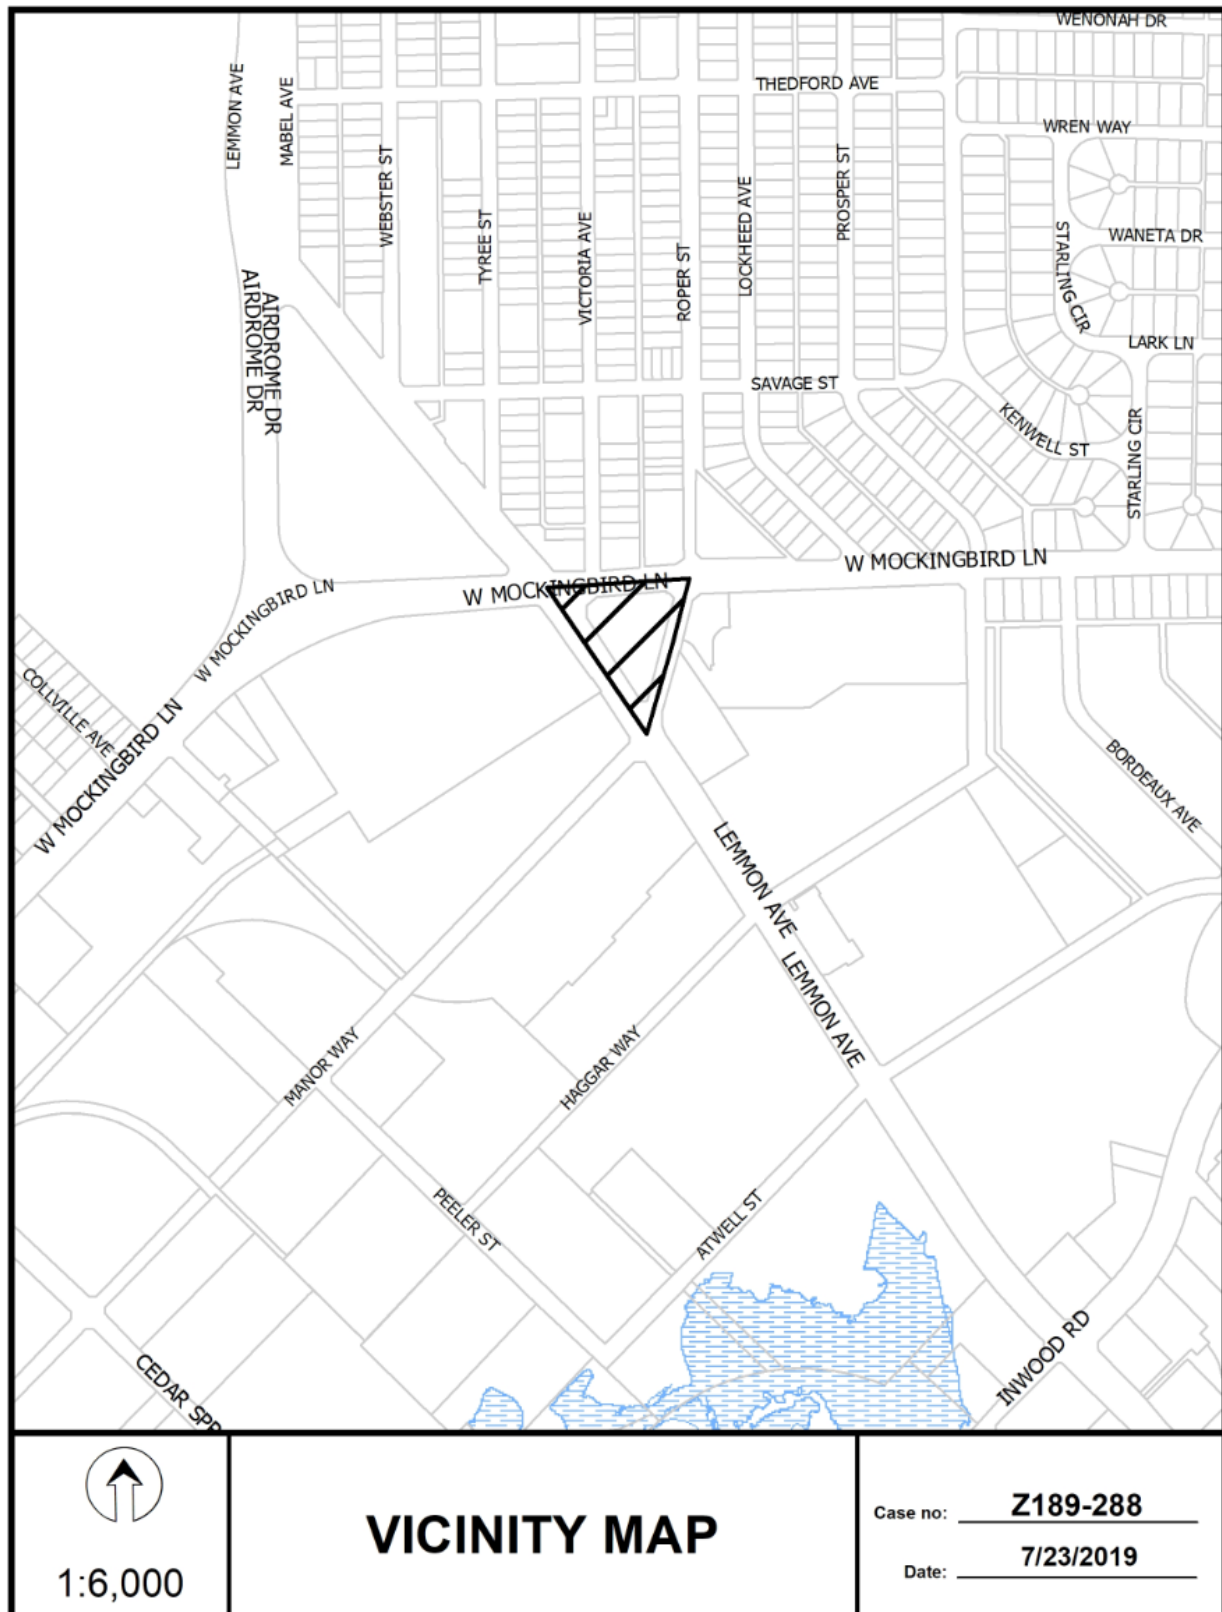 WENONAH DR
THEDFORD AVE
LEMMON AVE
MABEL AVE
WREN WAY
WEBSTER ST
PROSPER ST
LOCKHEED AVE
TYREE ST
VICTORIA AVE
ROPER ST
STARLING CIR
WANETA DR
AIRDROME DR
AIRDROME DR
LARK LN
SAVAGE ST
KENWELL ST
STARLING CIR
W MOCKINGBIRD LN
W MOCKINGBIRD LN
W MOCKINGBIRD LN
COLLVILLE AVE
W MOCKINGBIRD LN
BORDEAUX AVE
LEMMON AVE
LEMMON AVE
MANOR WAY
HAGGAR WAY
PEELER ST
ATWELL ST
INWOOD RD
CEDAR SPR
1:6,000
VICINITY MAP
Case no: Z189-288
Date: 7/23/2019